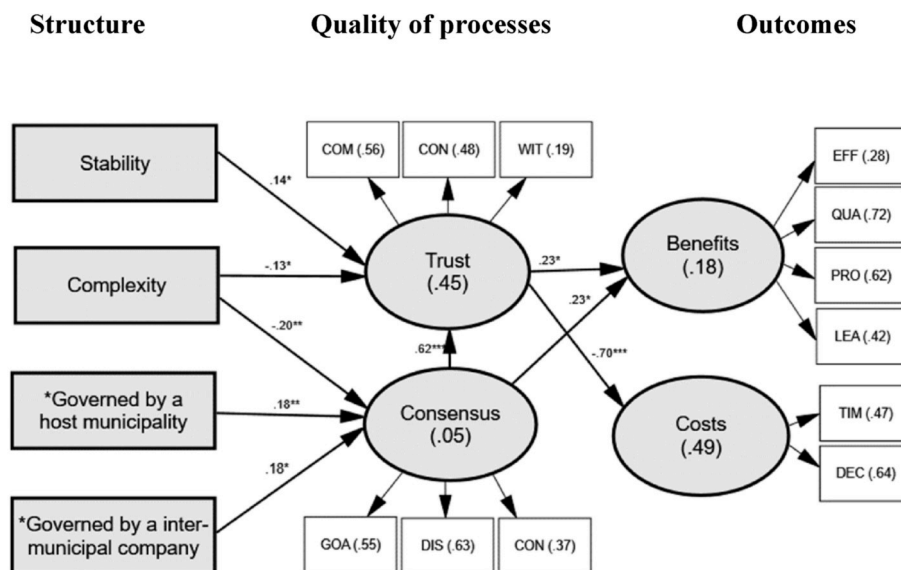 Structure
Quality of processes
Outcomes
Stability
Complexity
*Governed by a
host municipality
*Governed by a inter-
municipal company
.14*
-.13*
-.20**
.18**
.18*
COM (.56)
CON (.48)
WIT (.19)
Trust
(.45)
.62***
Consensus
(.05)
GOA (.55)
DIS (.63)
CON (.37)
.23*
.23*
-.70***
Benefits
(.18)
Costs
(.49)
EFF (.28)
QUA (.72)
PRO (.62)
LEA (.42)
TIM (.47)
DEC (.64)